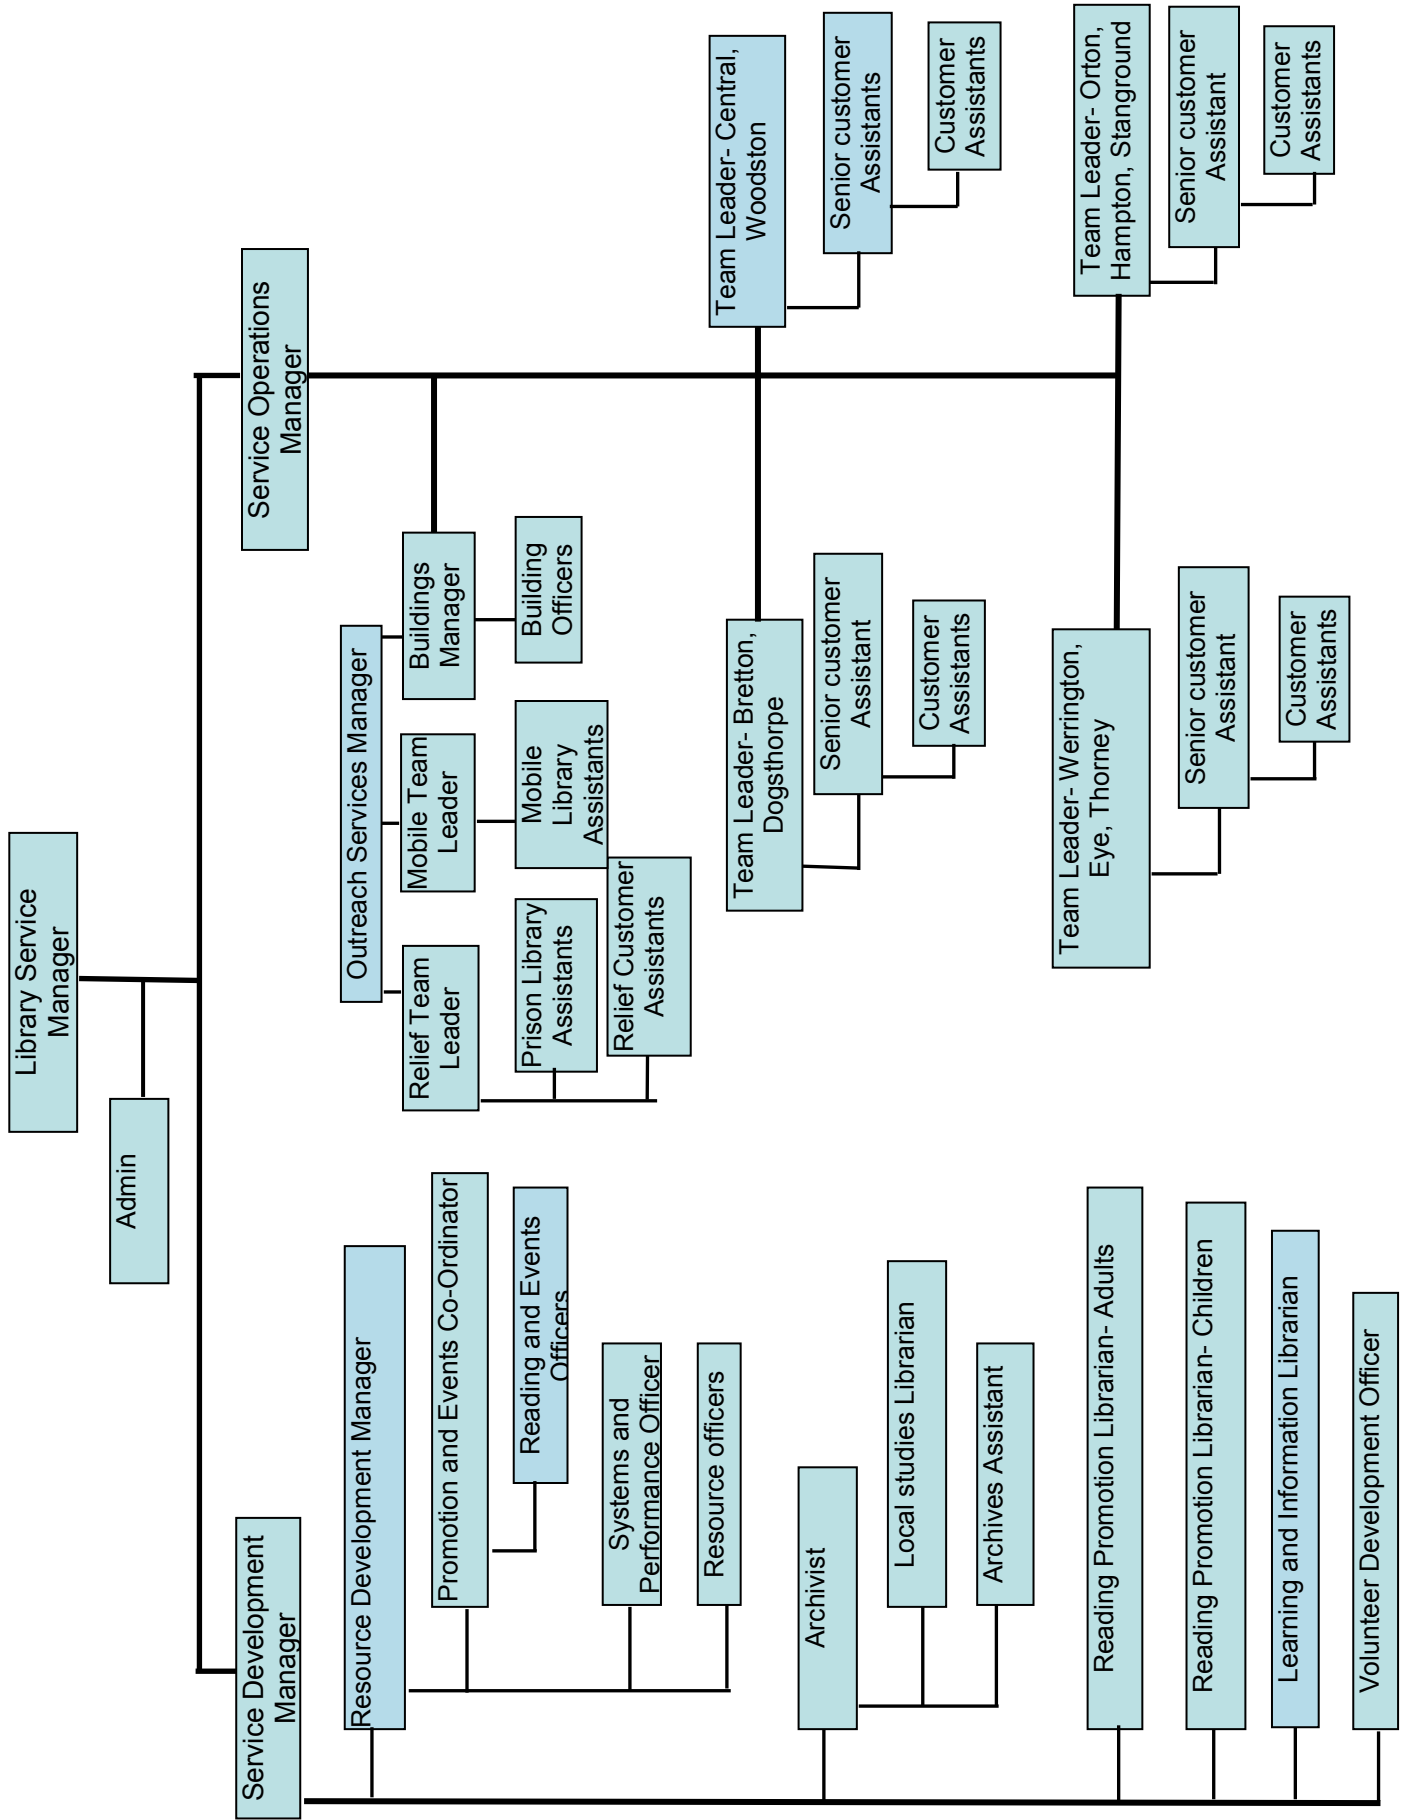 Library Service
Manager
Admin
Service Development
Manager
Service Operations
Manager
Resource Development Manager
Promotion and Events Co-Ordinator
Reading and Events
Officers
Systems and
Performance Officer
Resource officers
Archivist
Local studies Librarian
Archives Assistant
Reading Promotion Librarian- Adults
Reading Promotion Librarian- Children
Learning and Information Librarian
Volunteer Development Officer
Outreach Services Manager
Relief Team
Leader
Mobile Team
Leader
Buildings
Manager
Prison Library
Assistants
Relief Customer
Assistants
Mobile
Library
Assistants
Building
Officers
Team Leader- Bretton,
Dogsthorpe
Senior customer
Assistant
Customer
Assistants
Team Leader- Central,
Woodston
Senior customer
Assistants
Customer
Assistants
Team Leader- Werrington,
Eye, Thorney
Senior customer
Assistant
Customer
Assistants
Team Leader- Orton,
Hampton, Stanground
Senior customer
Assistant
Customer
Assistants